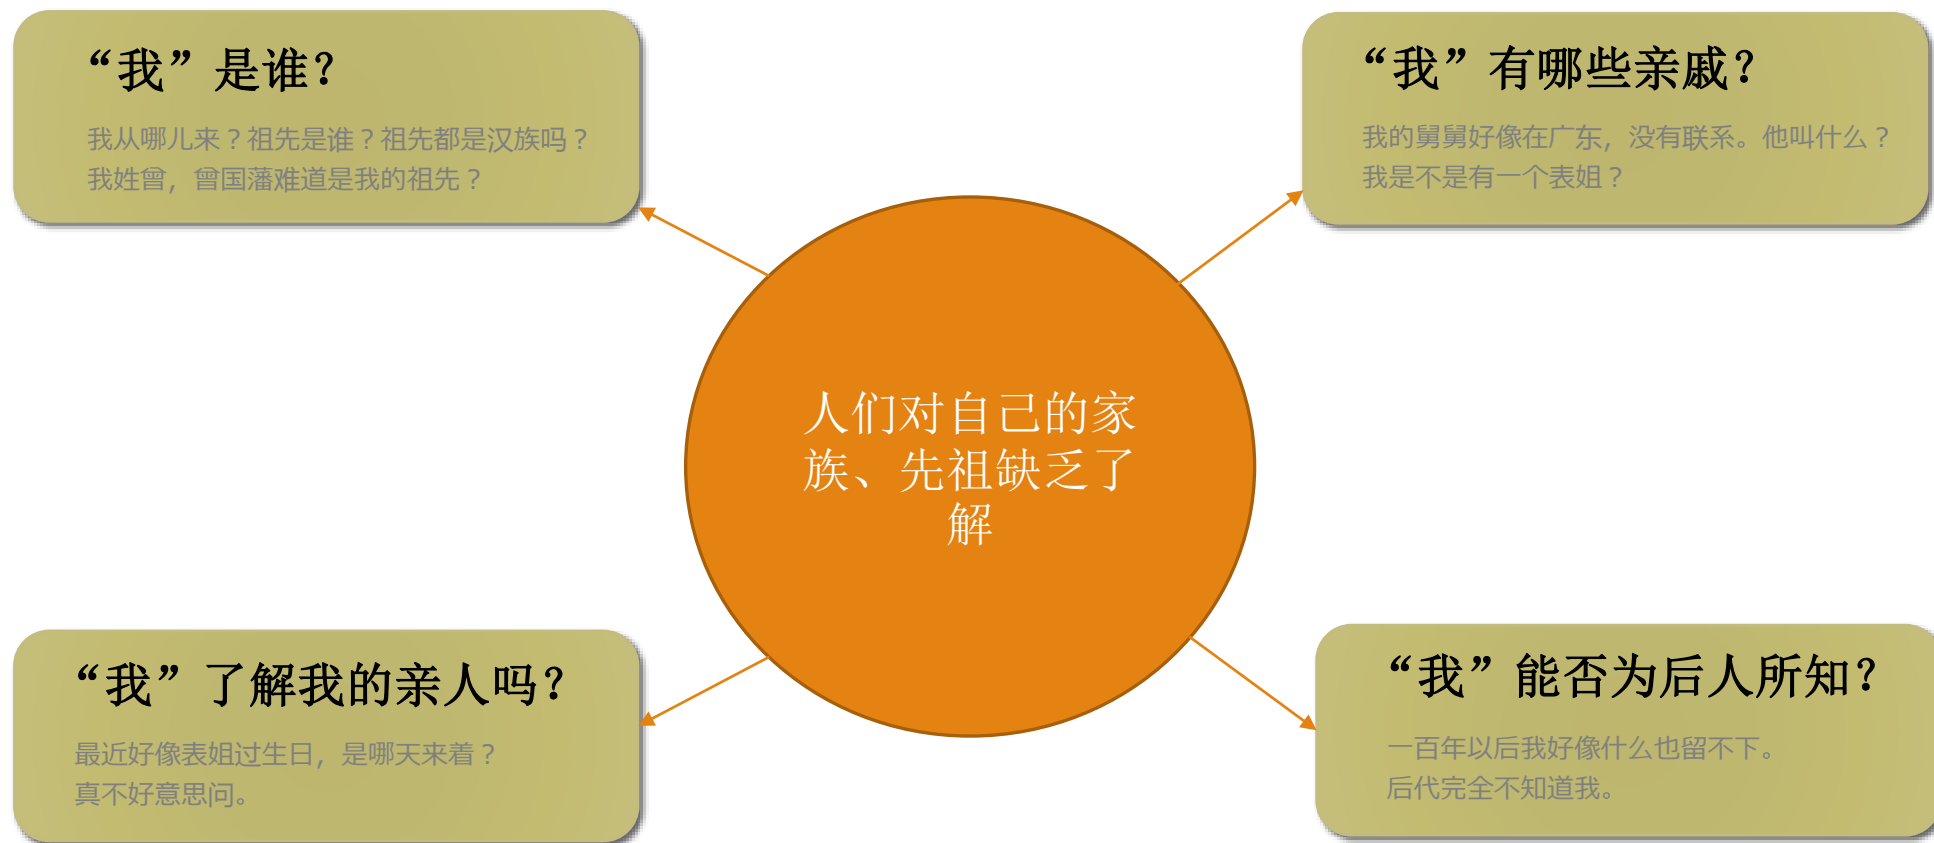 “我”是谁？
我从哪儿来？祖先是谁？祖先都是汉族吗？
我姓曾，曾国藩难道是我的祖先？
“我”有哪些亲戚？
我的舅舅好像在广东，没有联系。他叫什么？
我是不是有一个表姐？
人们对自己的家
族、先祖缺乏了
解
“我”了解我的亲人吗？
最近好像表姐过生日，是哪天来着？
真不好意思问。
“我”能否为后人所知？
一百年以后我好像什么也留不下。
后代完全不知道我。